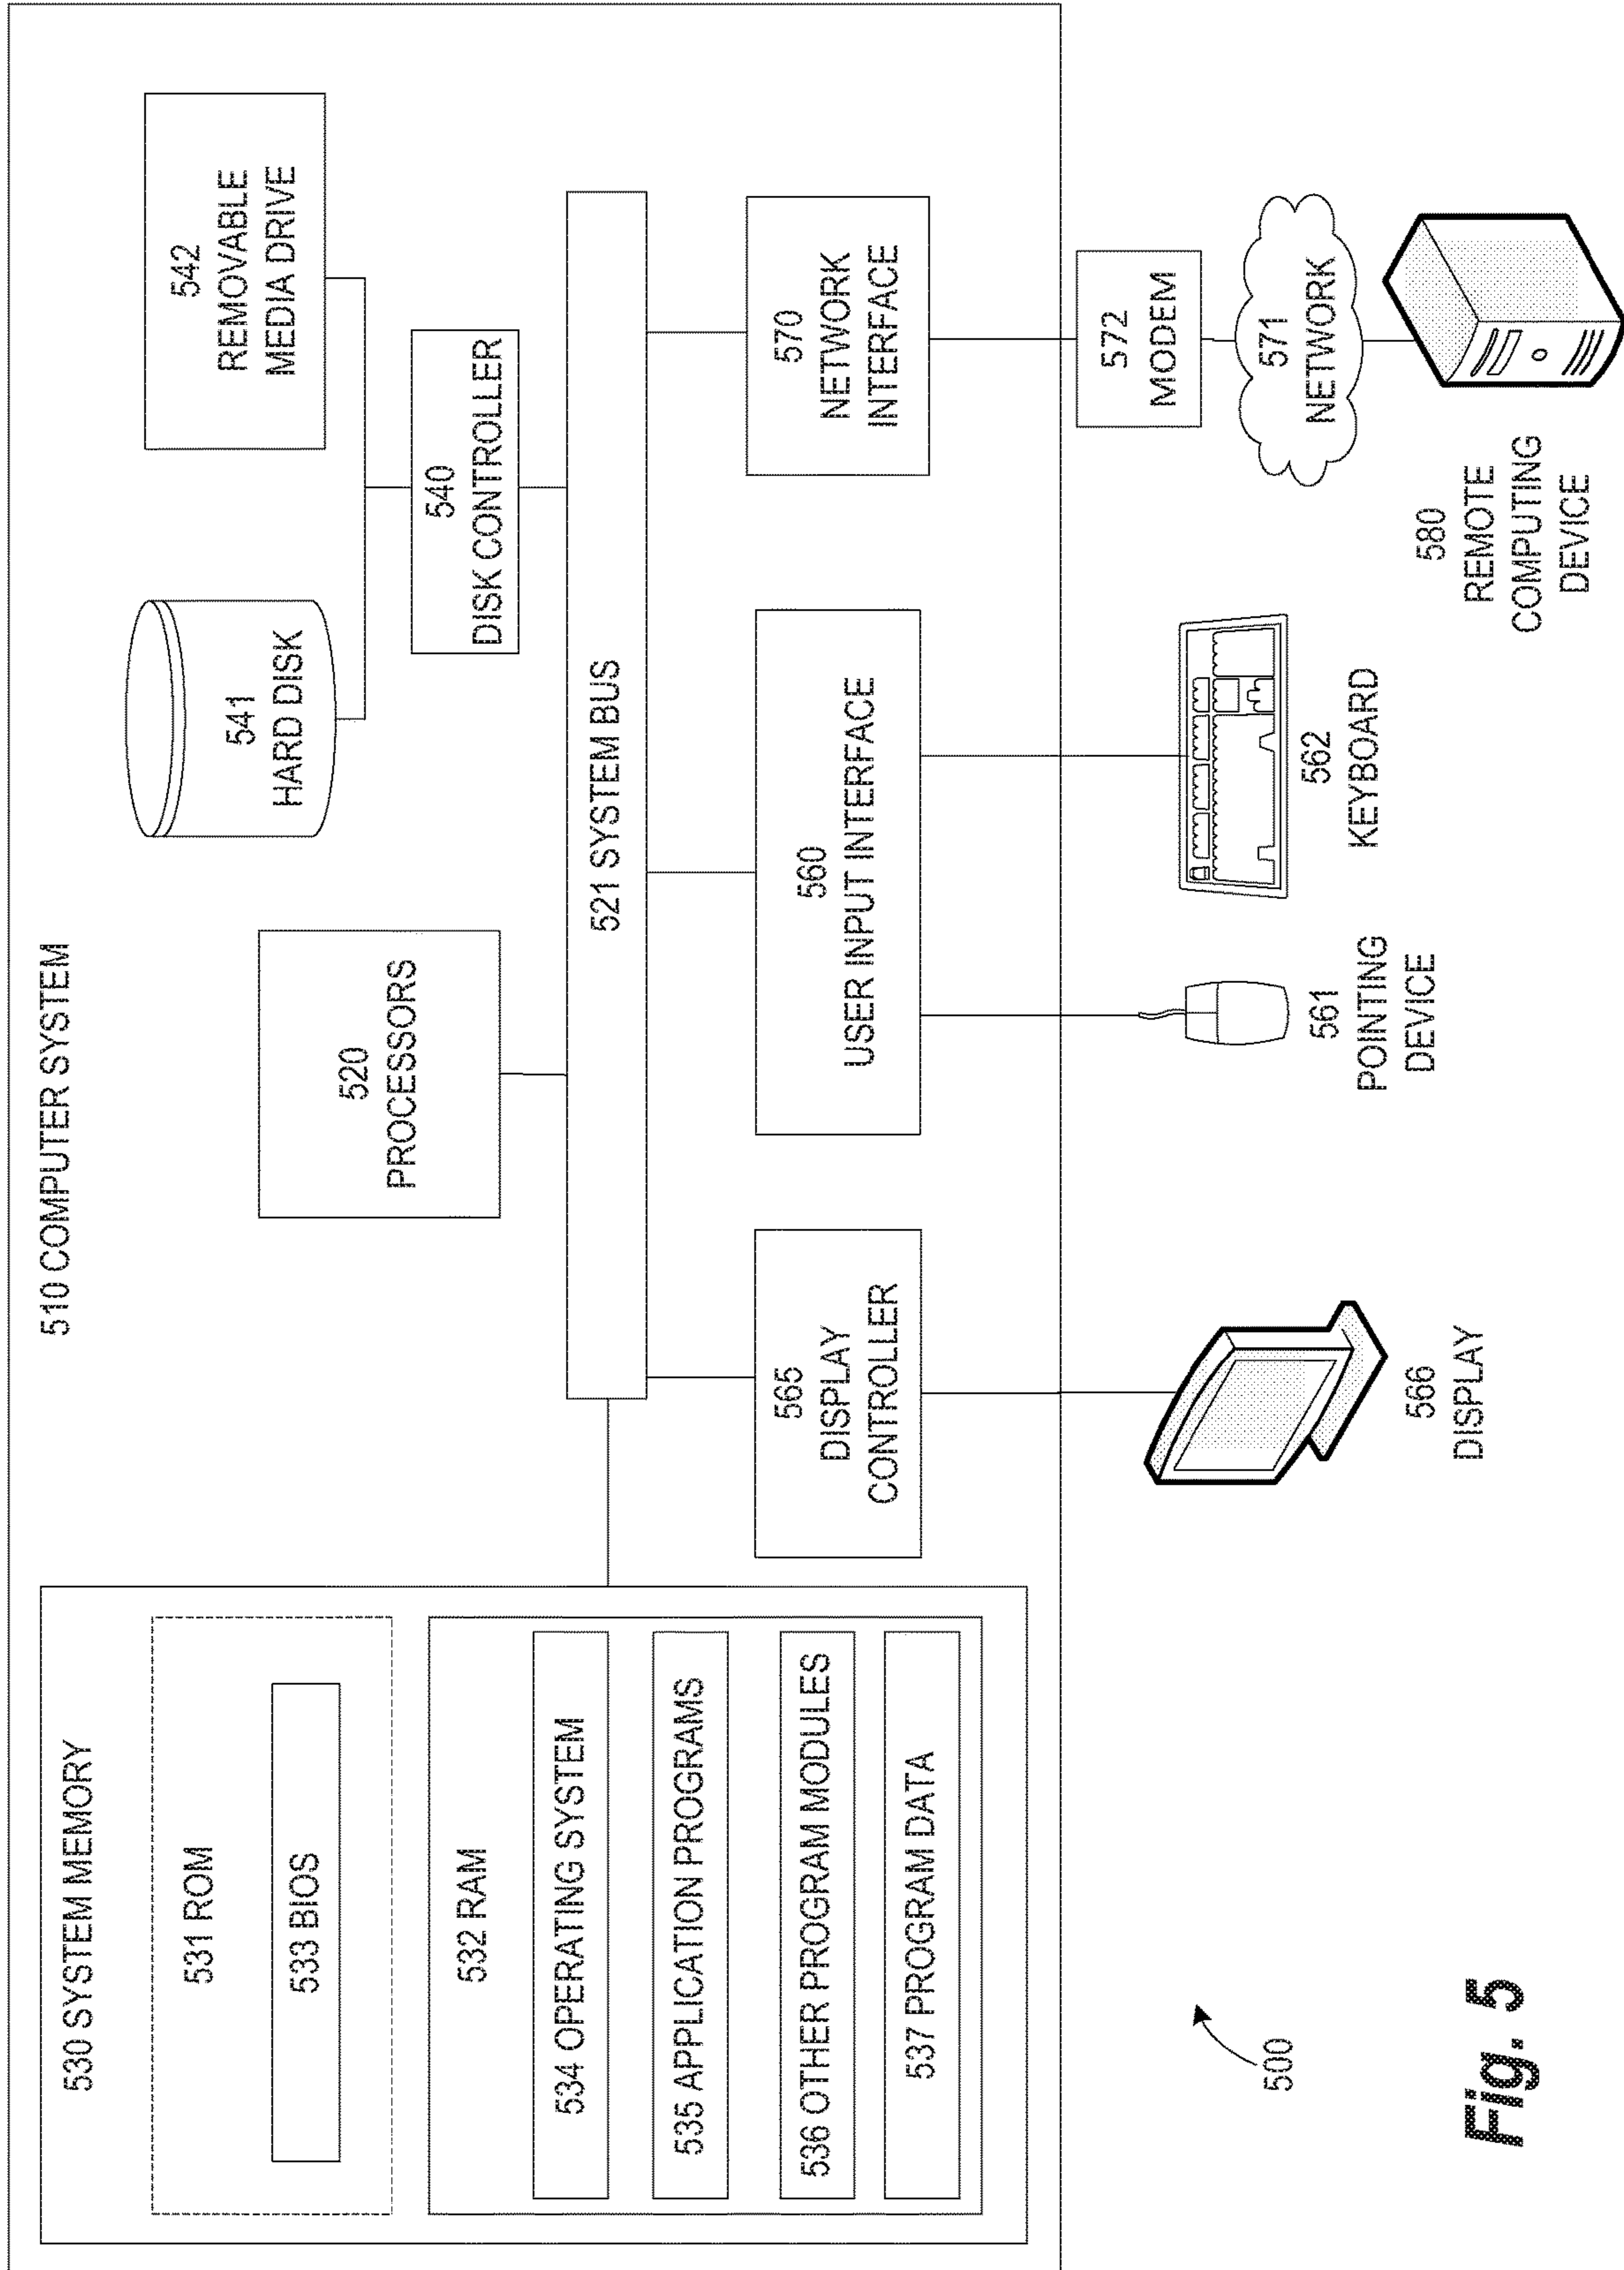 510 COMPUTER SYSTEM
530 SYSTEM MEMORY
531 ROM
533 BIOS
532 RAM
534 OPERATING SYSTEM
535 APPLICATION PROGRAMS
536 OTHER PROGRAM MODULES
537 PROGRAM DATA
520
PROCESSORS
541
HARD DISK
542
REMOVABLE
MEDIA DRIVE
540
DISK CONTROLLER
521 SYSTEM BUS
565
DISPLAY
CONTROLLER
560
USER INPUT INTERFACE
570
NETWORK
INTERFACE
572
MODEM
571
NETWORK
566
DISPLAY
561
POINTING
DEVICE
562
KEYBOARD
580
REMOTE
COMPUTING
DEVICE
500
Fig. 5